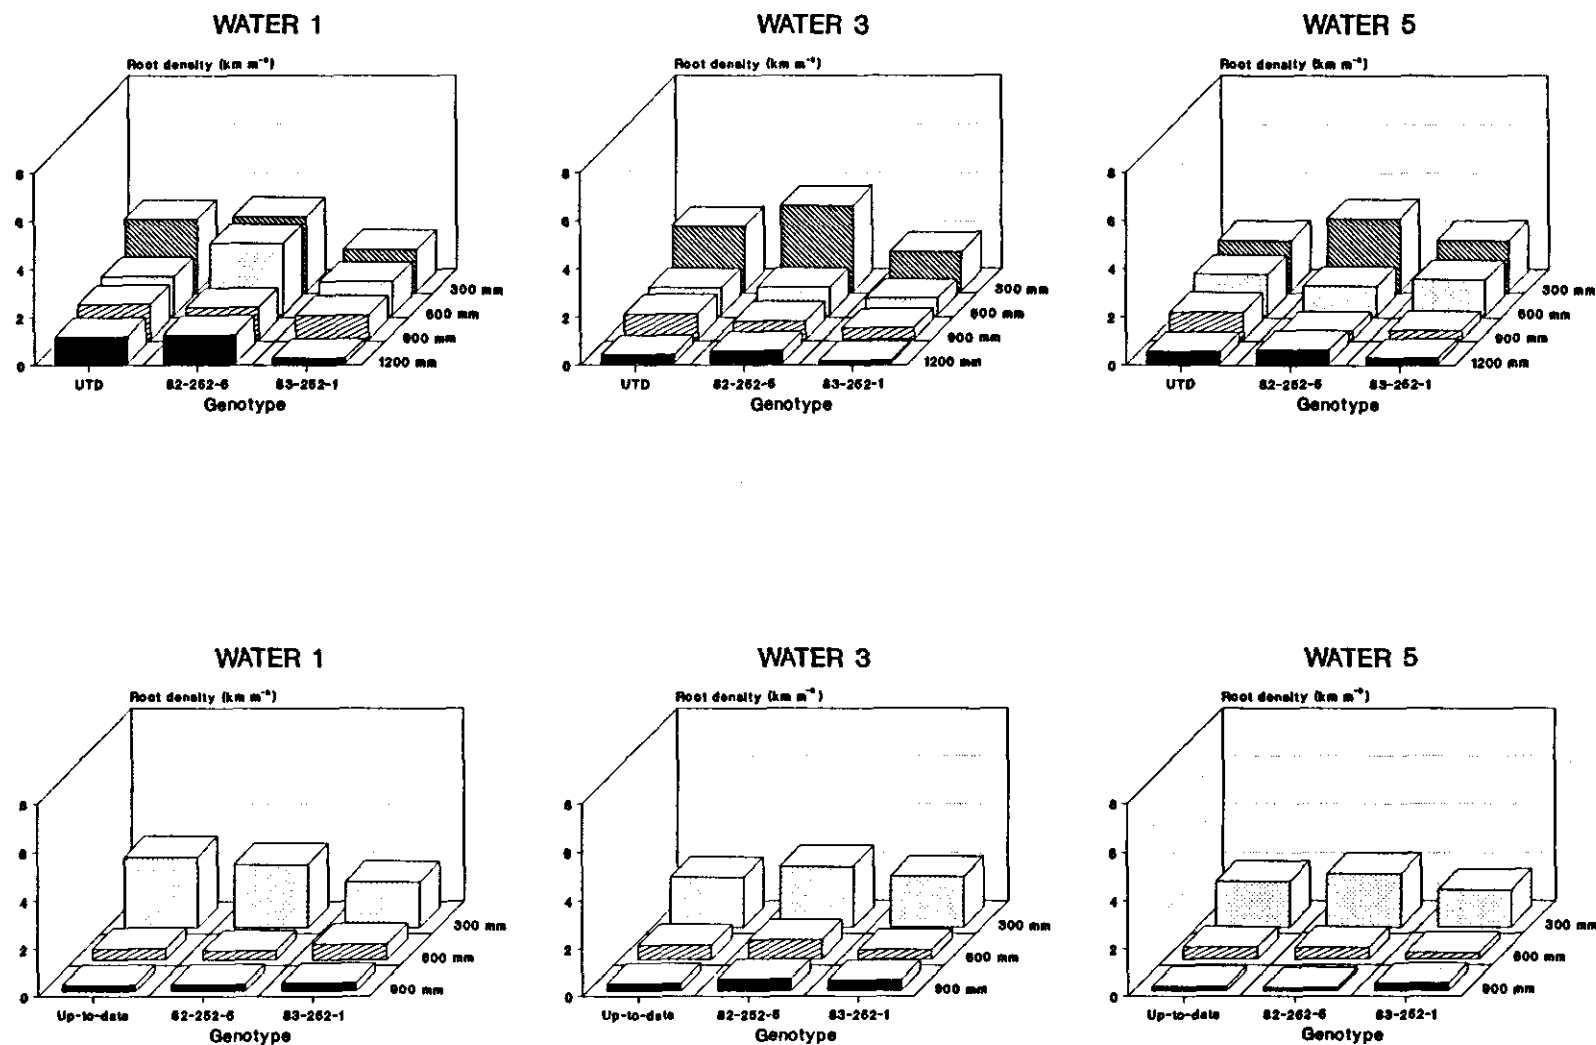 WATER 1
WATER 3
WATER 5
Root density (km m⁻³)
Root density (km m⁻³)
Root density (km m⁻³)
8
6
4
2
0
300 mm
600 mm
900 mm
1200 mm
UTD 82-252-5 83-252-1
Genotype
8
6
4
2
0
300 mm
600 mm
900 mm
1200 mm
UTD 82-252-5 83-252-1
Genotype
8
6
4
2
0
300 mm
600 mm
900 mm
1200 mm
UTD 82-252-5 83-252-1
Genotype
WATER 1
WATER 3
WATER 5
Root density (km m⁻³)
Root density (km m⁻³)
Root density (km m⁻³)
8
6
4
2
0
300 mm
600 mm
900 mm
Up-to-date 82-252-5 83-252-1
Genotype
8
6
4
2
0
300 mm
600 mm
900 mm
Up-to-date 82-252-5 83-252-1
Genotype
8
6
4
2
0
300 mm
600 mm
900 mm
Up-to-date 82-252-5 83-252-1
Genotype